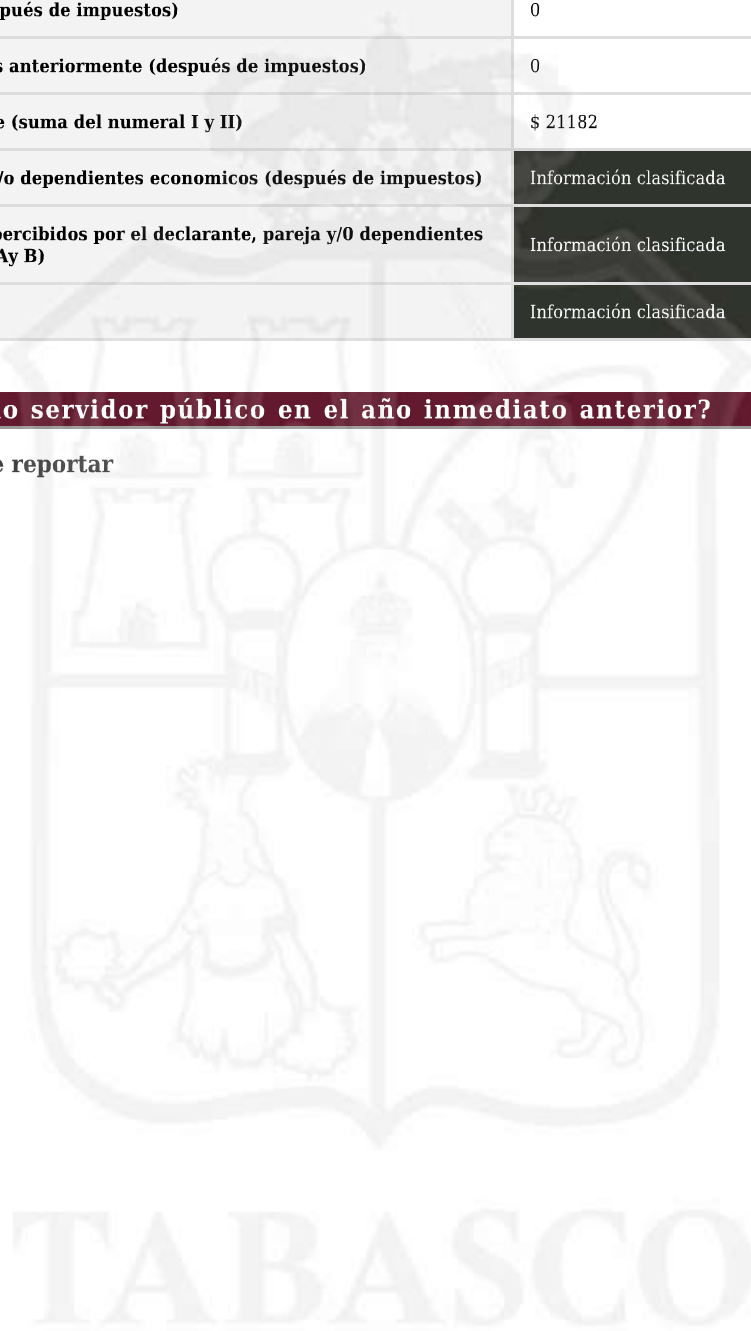 pués de impuestos)
0
s anteriormente (después de impuestos)
0
e (suma del numeral I y II)
$ 21182
/o dependientes economicos (después de impuestos)
Información clasificada
percibidos por el declarante, pareja y/0 dependientes
Ay B)
Información clasificada
Información clasificada
o servidor público en el año inmediato anterior?
e reportar
TABASCO